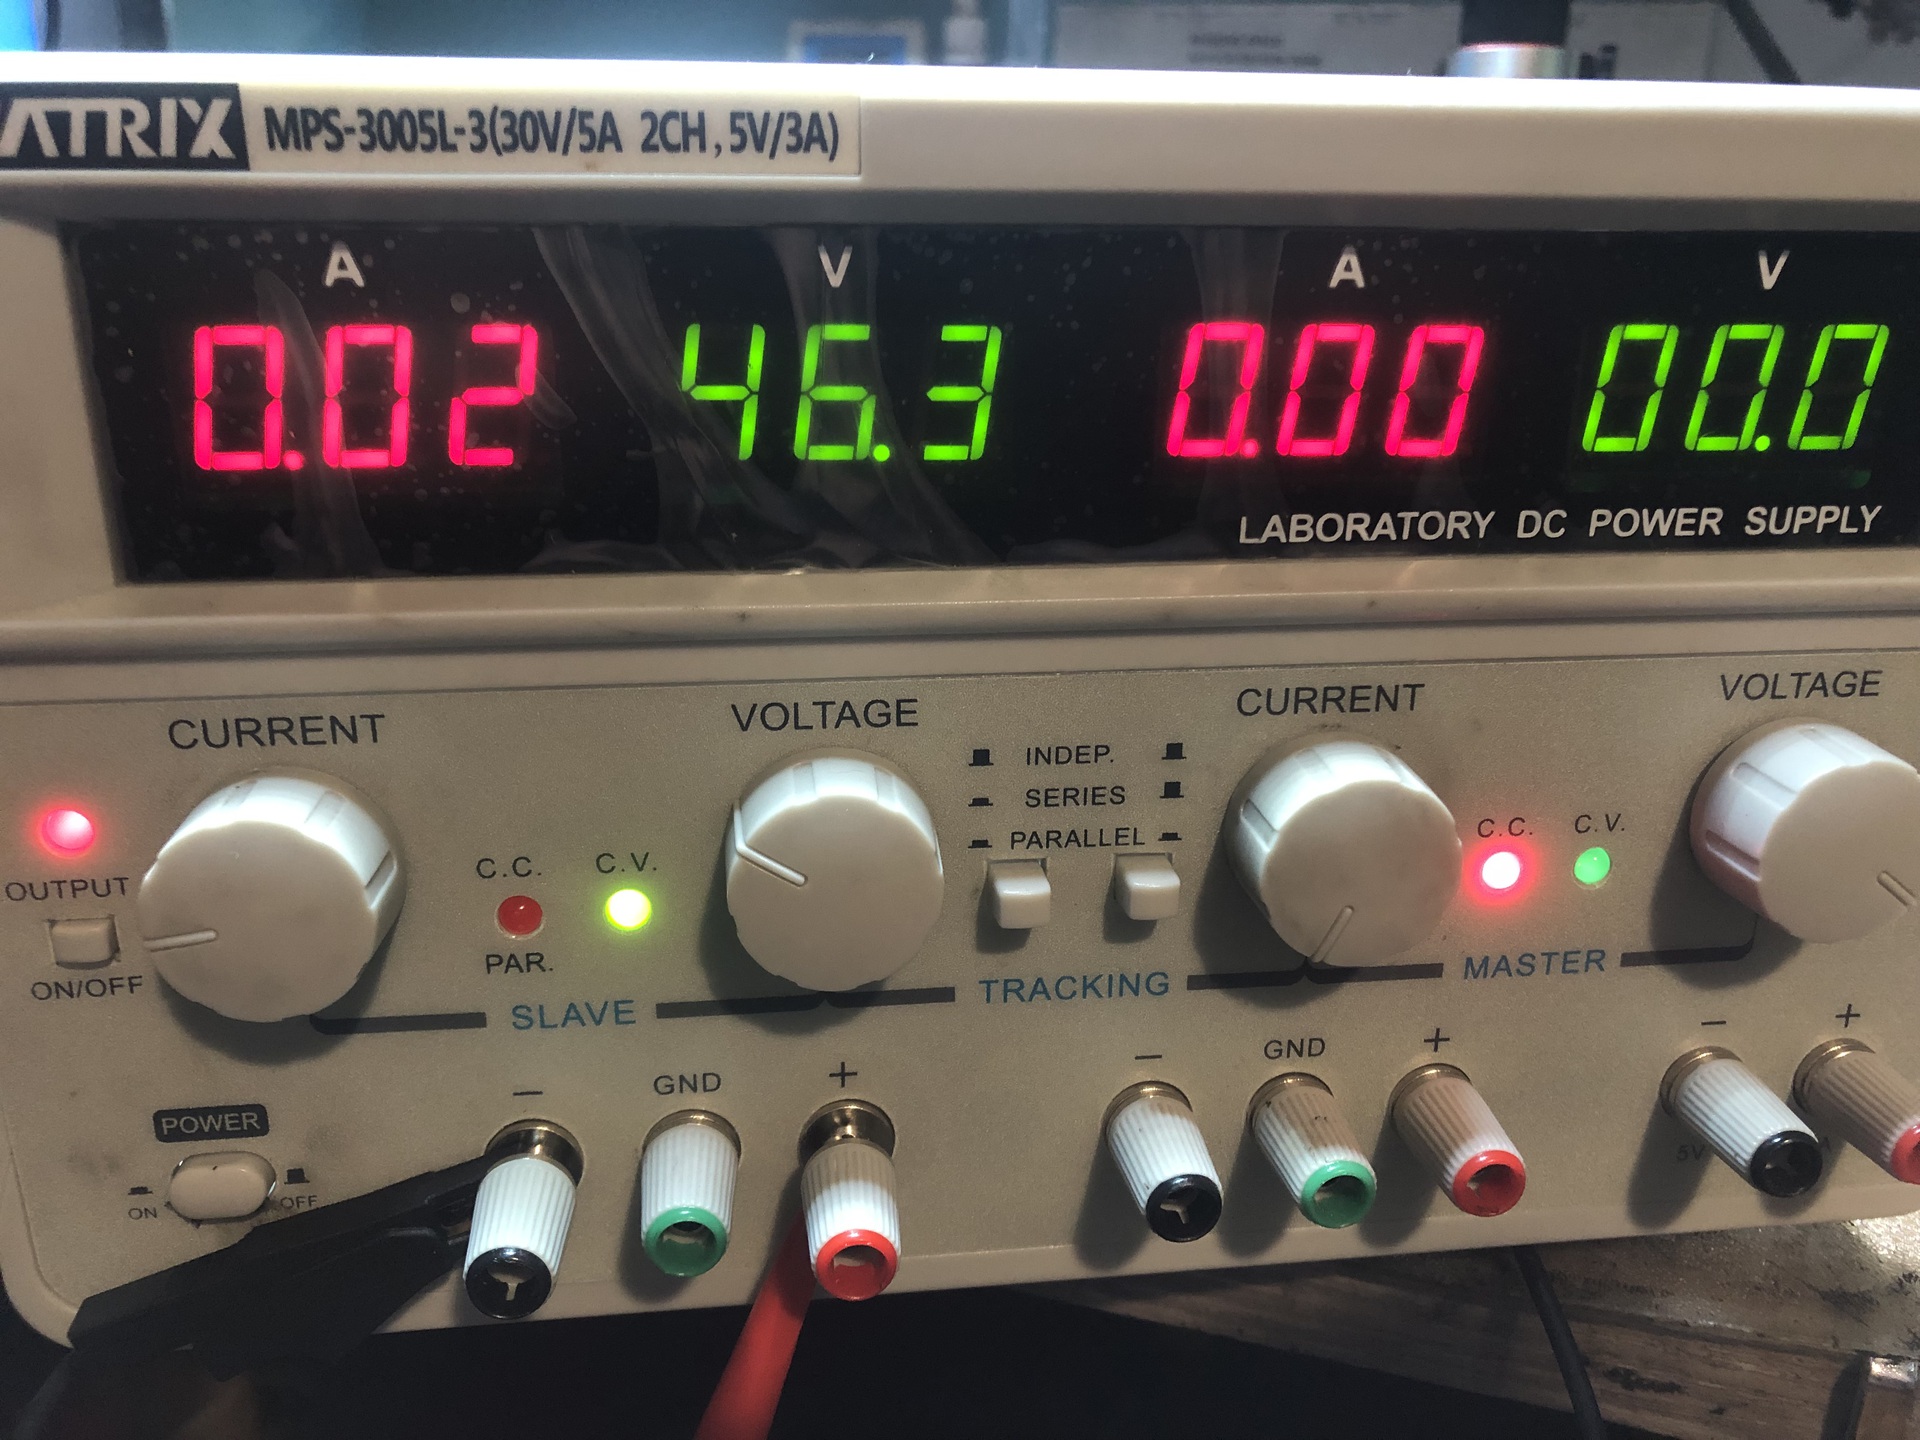 ATRIX MPS-3005L-3(30V/5A 2CH, 5V/3A)
A V A V
0.02 46.3 0.00 00.0
LABORATORY DC POWER SUPPLY
CURRENT VOLTAGE CURRENT VOLTAGE
INDEP.
SERIES
PARALLEL
OUTPUT
ON/OFF
C.C. C.V.
PAR.
C.C. C.V.
SLAVE TRACKING MASTER
POWER
ON OFF
- GND +
- GND +
- +
5V